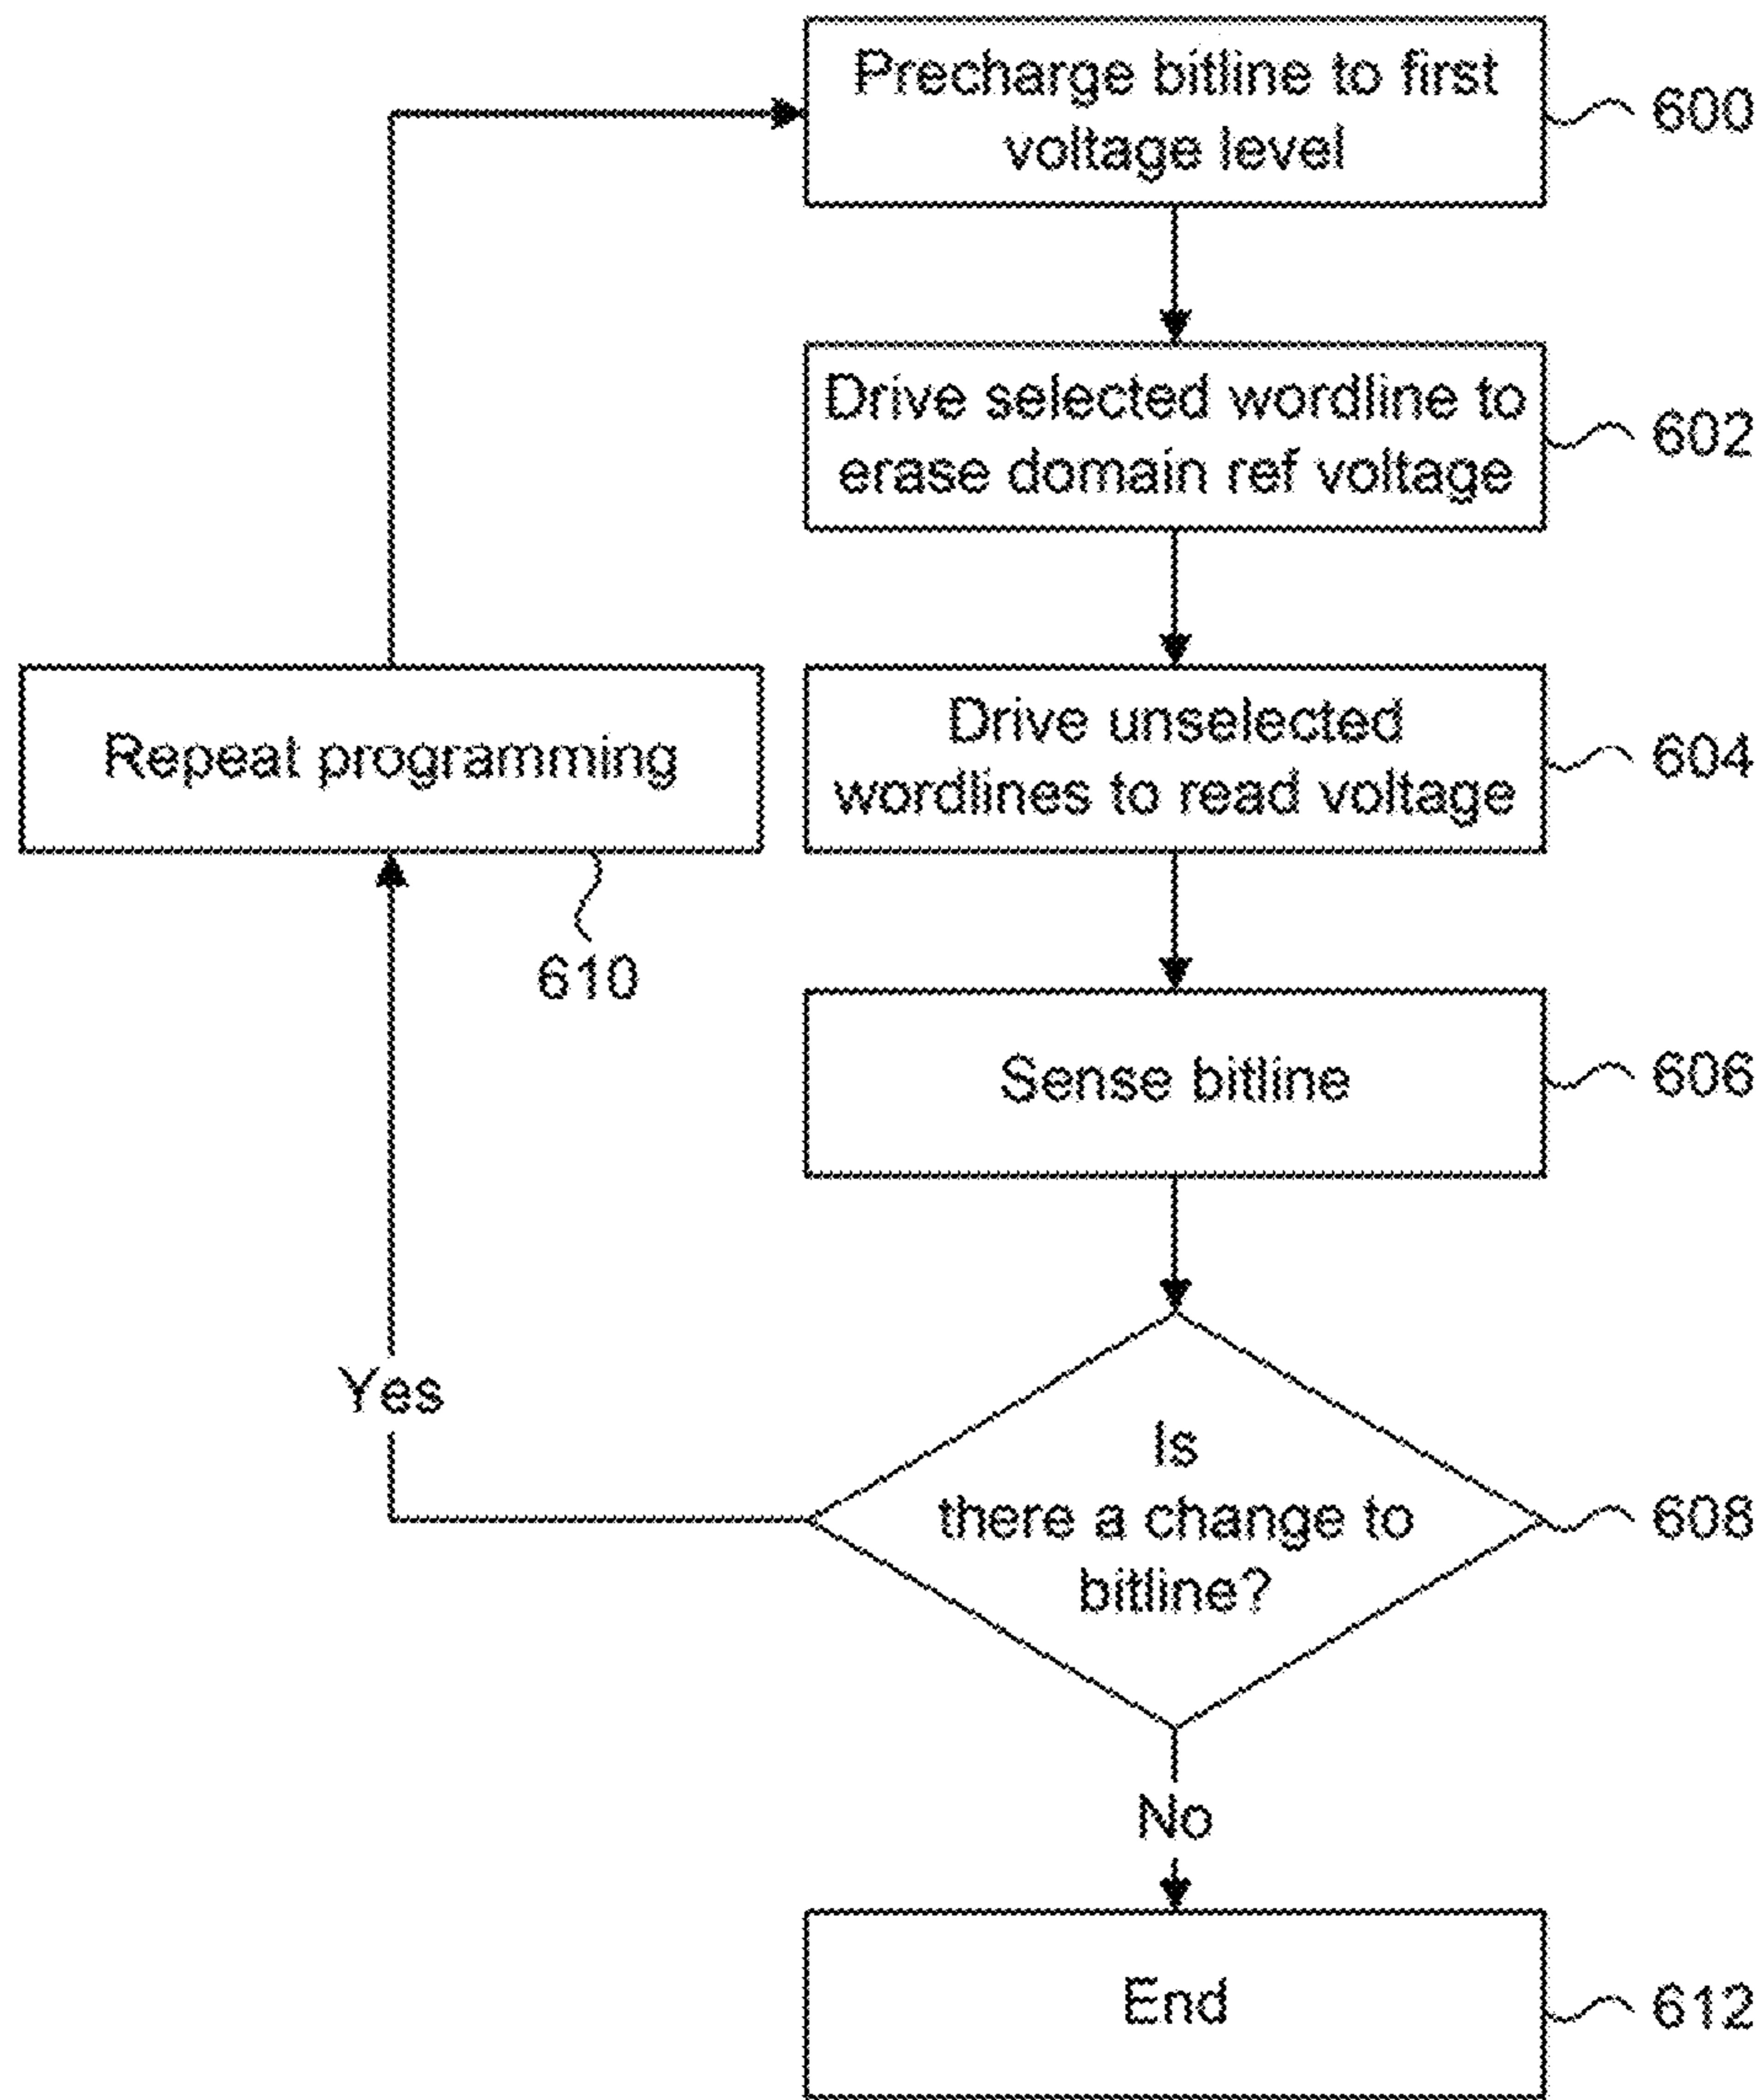 Precharge bitline to first
voltage level
600
Drive selected wordline to
erase domain ref voltage
602
Drive unselected
wordlines to read voltage
604
Repeat programming
610
Sense bitline
606
Yes
Is
there a change to
bitline?
608
No
End
612